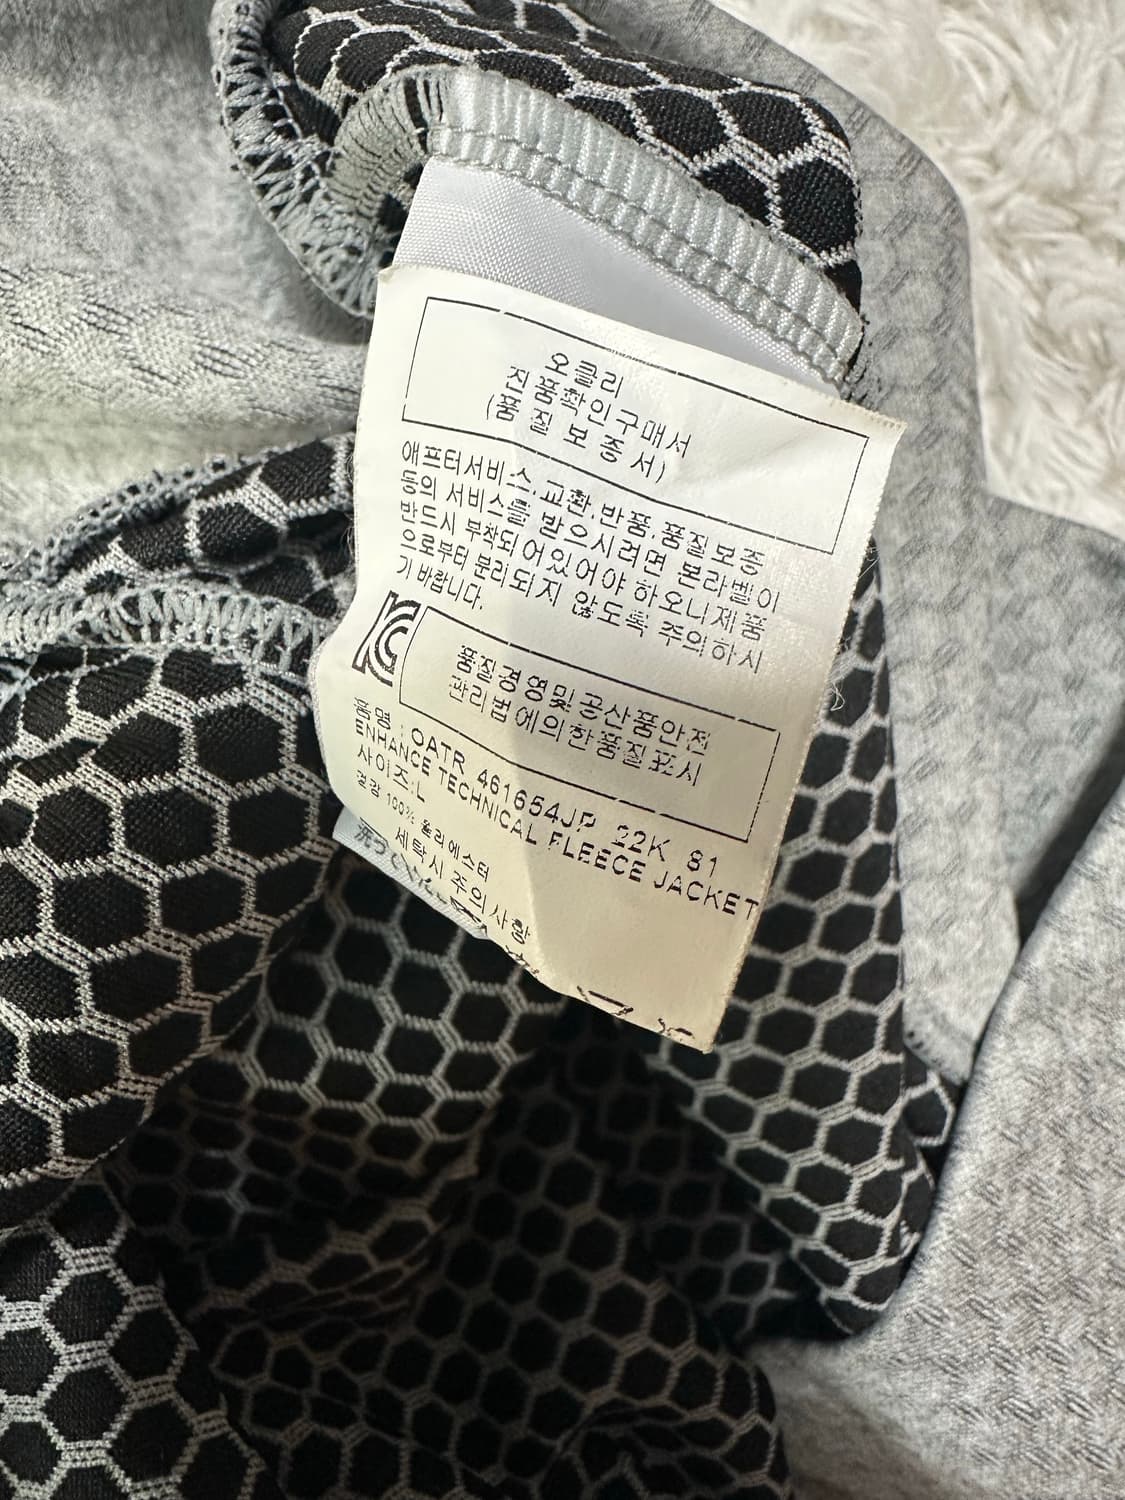 오클리
진품확인구매서
(품질보증서)
애프터서비스,교환,반품,품질보증
등의 서비스를 받으시려면 본라벨이
반드시 부착되어있어야 하오니제품
으로부터 분리되지 않도록 주의하시
기 바랍니다.
품질경영및공산품안전
관리법에의한품질표시
품명 : OATR 461654JP 22K 81
ENHANCE TECHNICAL FLEECE JACKET
사이즈:L
겉감 100% 폴리에스터
세탁시 주의사항